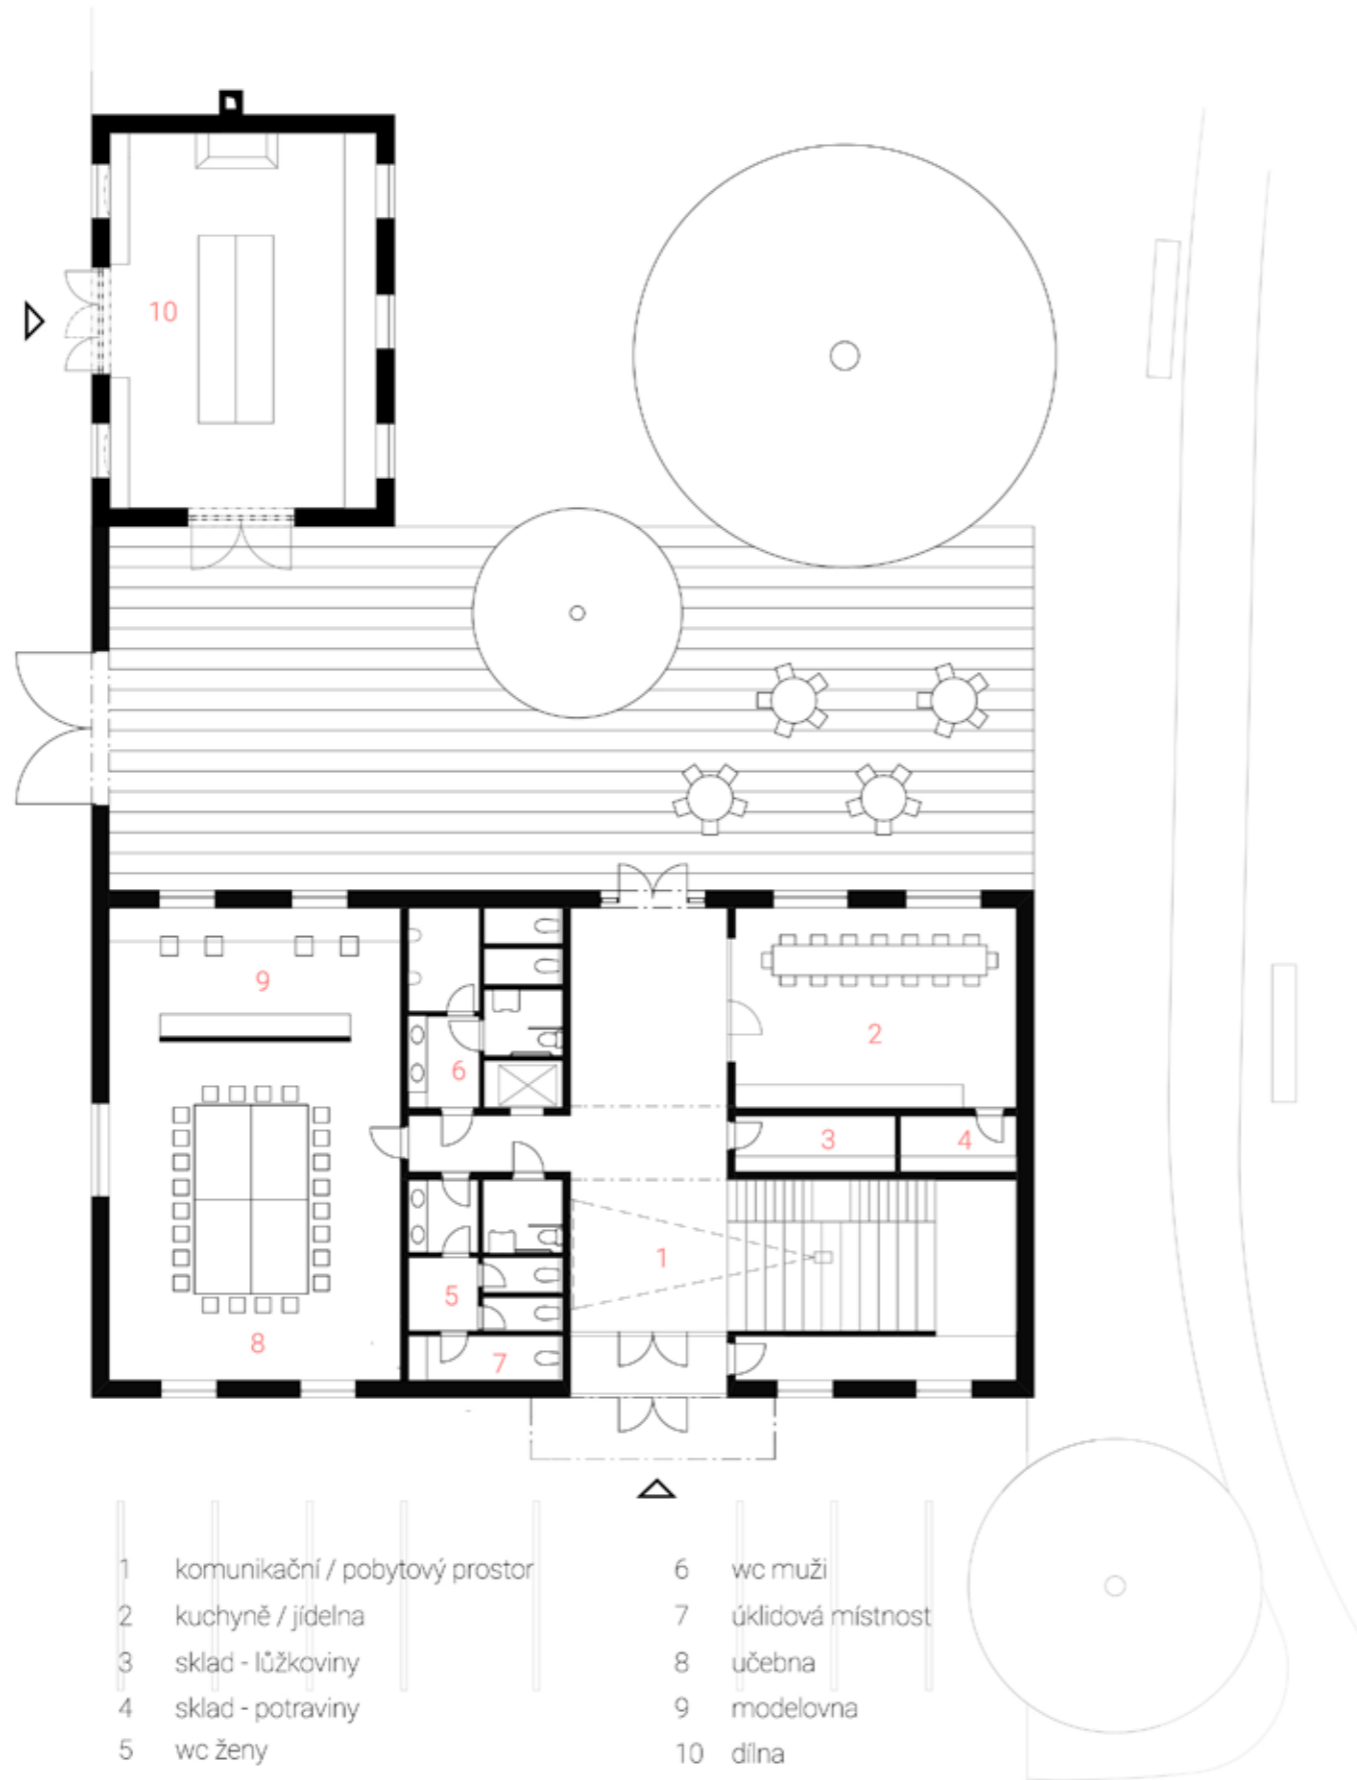 10
9
2
6
3
4
1
5
8
7
1 komunikační / pobytový prostor
2 kuchyně / jídelna
3 sklad - lůžkoviny
4 sklad - potraviny
5 wc ženy
6 wc muži
7 úklidová místnost
8 učebna
9 modelovna
10 dílna